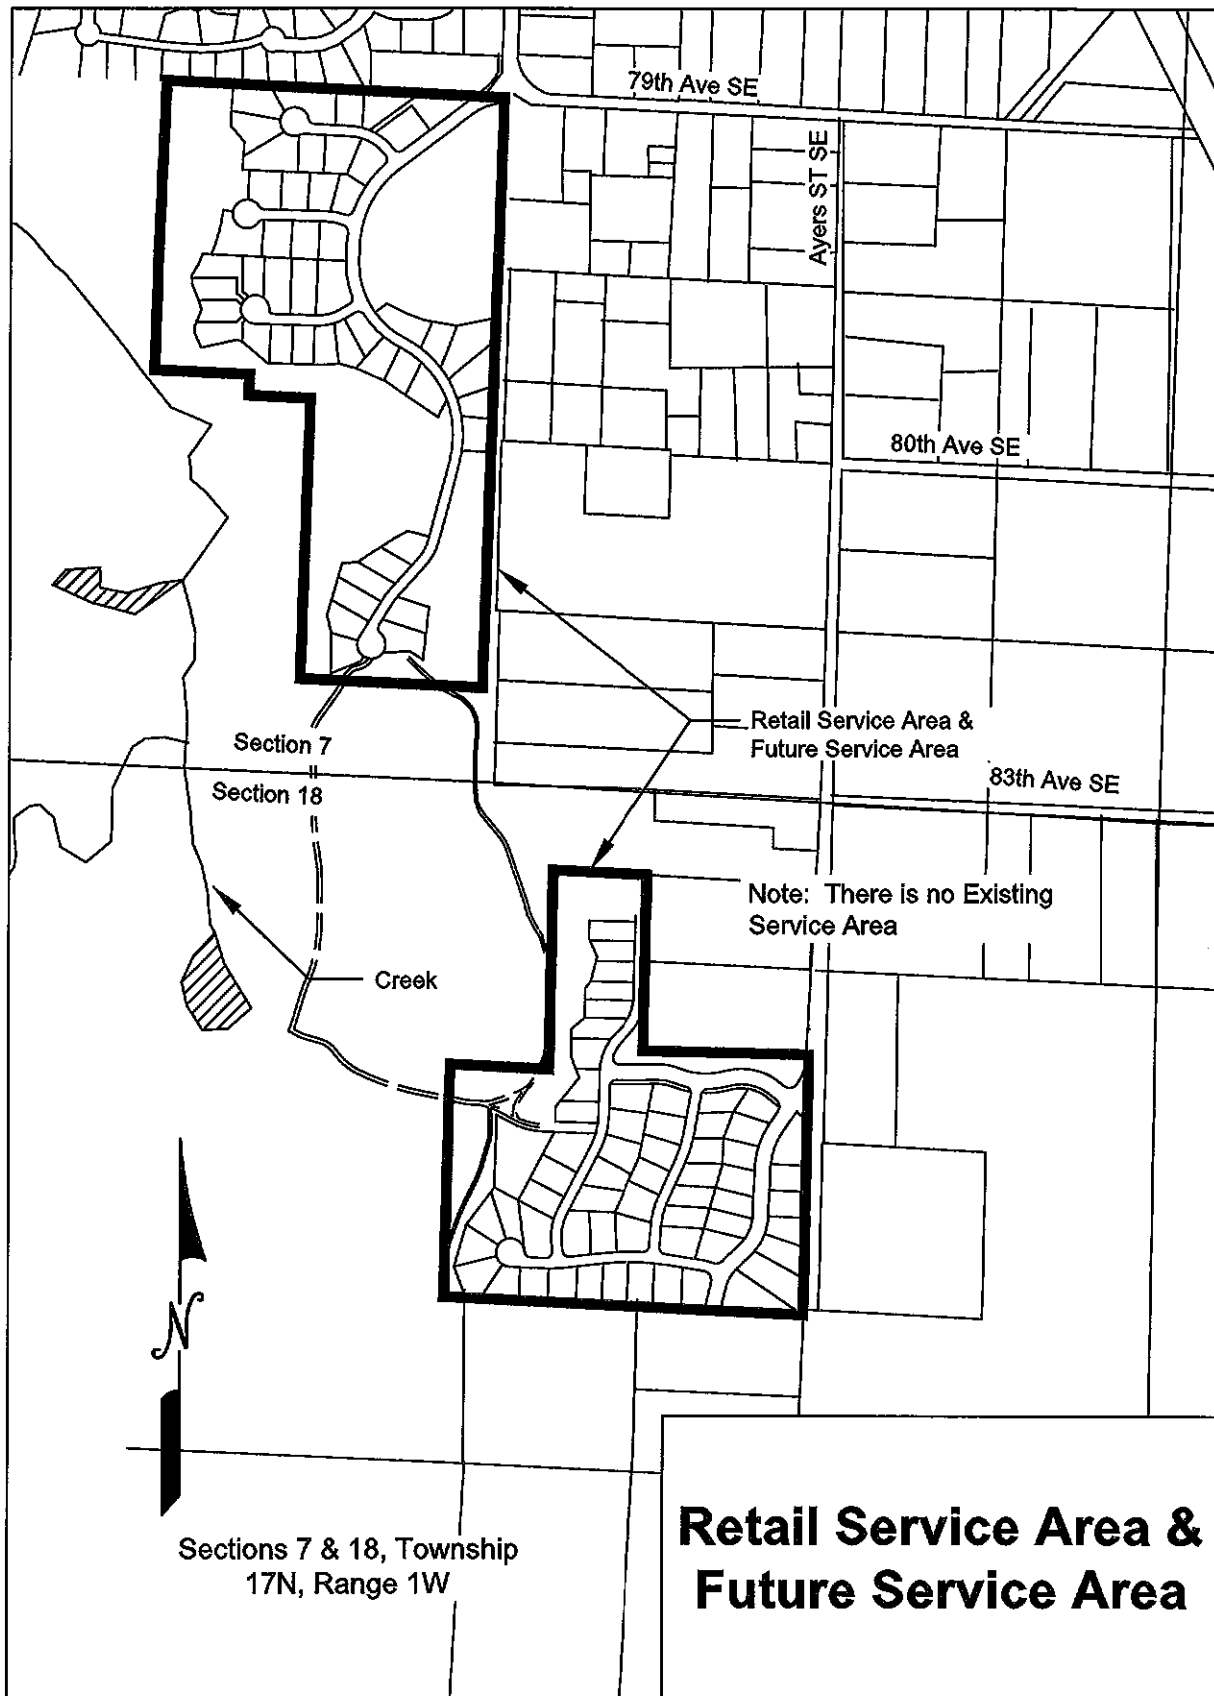 79th Ave SE
Ayers ST SE
80th Ave SE
Retail Service Area &
Future Service Area
Section 7
83th Ave SE
Section 18
Note: There is no Existing
Service Area
Creek
N
Sections 7 & 18, Township
17N, Range 1W
Retail Service Area &
Future Service Area